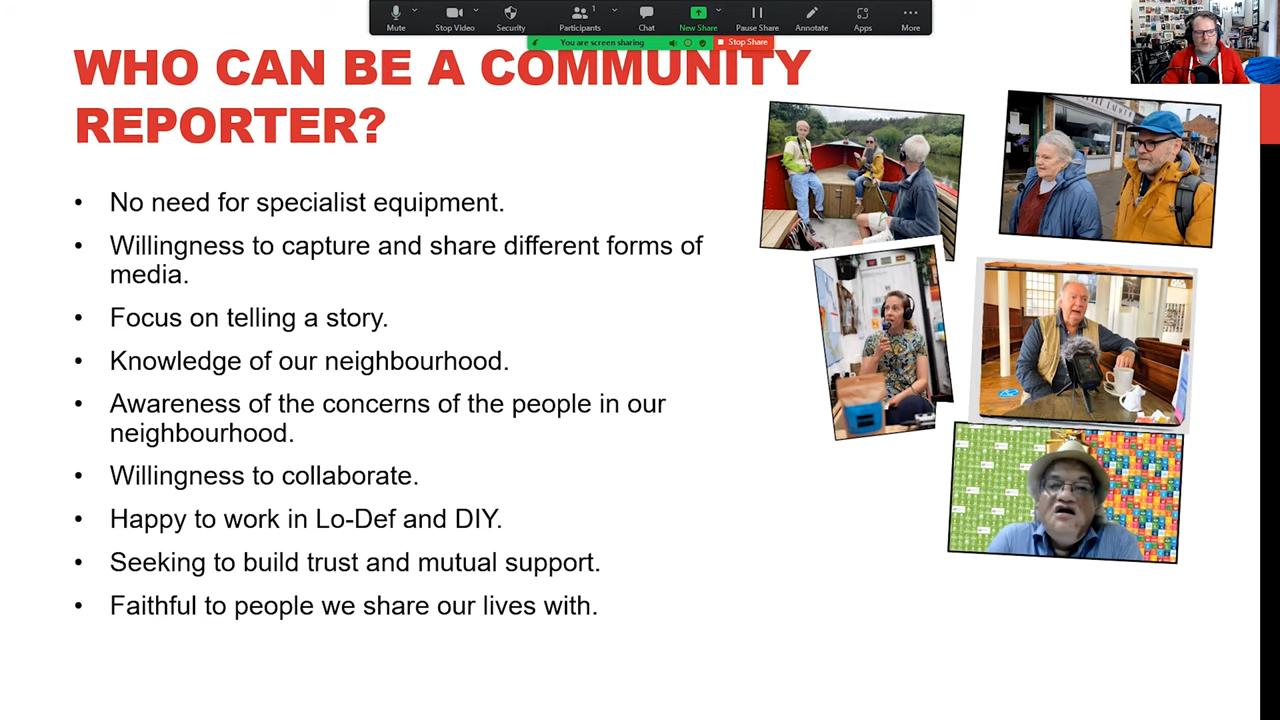 1
Mute
Stop Video
Security
Participants
Chat
New Share
Pause Share
Annotate
Apps
More
You are screen sharing
Stop Share
WHO CAN BE A COMMUNITY
REPORTER?
• No need for specialist equipment.
• Willingness to capture and share different forms of
media.
• Focus on telling a story.
• Knowledge of our neighbourhood.
• Awareness of the concerns of the people in our
neighbourhood.
• Willingness to collaborate.
• Happy to work in Lo-Def and DIY.
• Seeking to build trust and mutual support.
• Faithful to people we share our lives with.